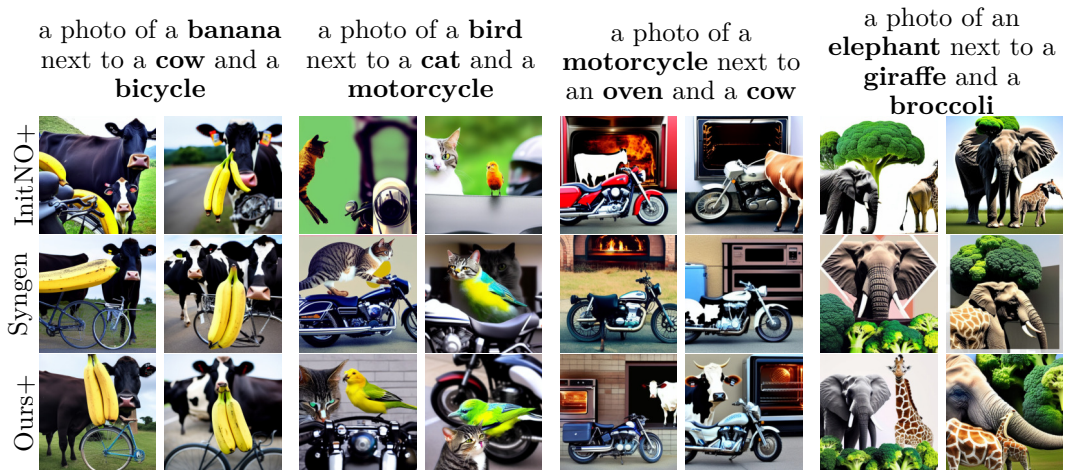 a photo of a banana
next to a cow and a
bicycle
a photo of a bird
next to a cat and a
motorcycle
a photo of a
motorcycle next to
an oven and a cow
a photo of an
elephant next to a
giraffe and a
broccoli
InitNO+
Syngen
Ours+